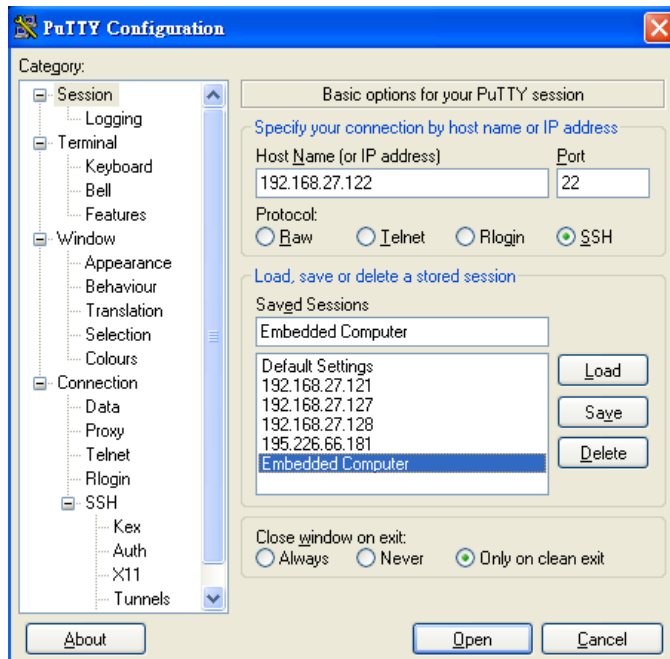 PuTTY Configuration
Category:
Session
Logging
Terminal
Keyboard
Bell
Features
Window
Appearance
Behaviour
Translation
Selection
Colours
Connection
Data
Proxy
Telnet
Rlogin
SSH
Kex
Auth
X11
Tunnels
Basic options for your PuTTY session
Specify your connection by host name or IP address
Host Name (or IP address) Port
192.168.27.122 22
Protocol:
Raw Telnet Rlogin SSH
Load, save or delete a stored session
Saved Sessions
Embedded Computer
Default Settings
192.168.27.121
192.168.27.127
192.168.27.128
195.226.66.181
Embedded Computer
Load
Save
Delete
Close window on exit:
Always Never Only on clean exit
About Open Cancel